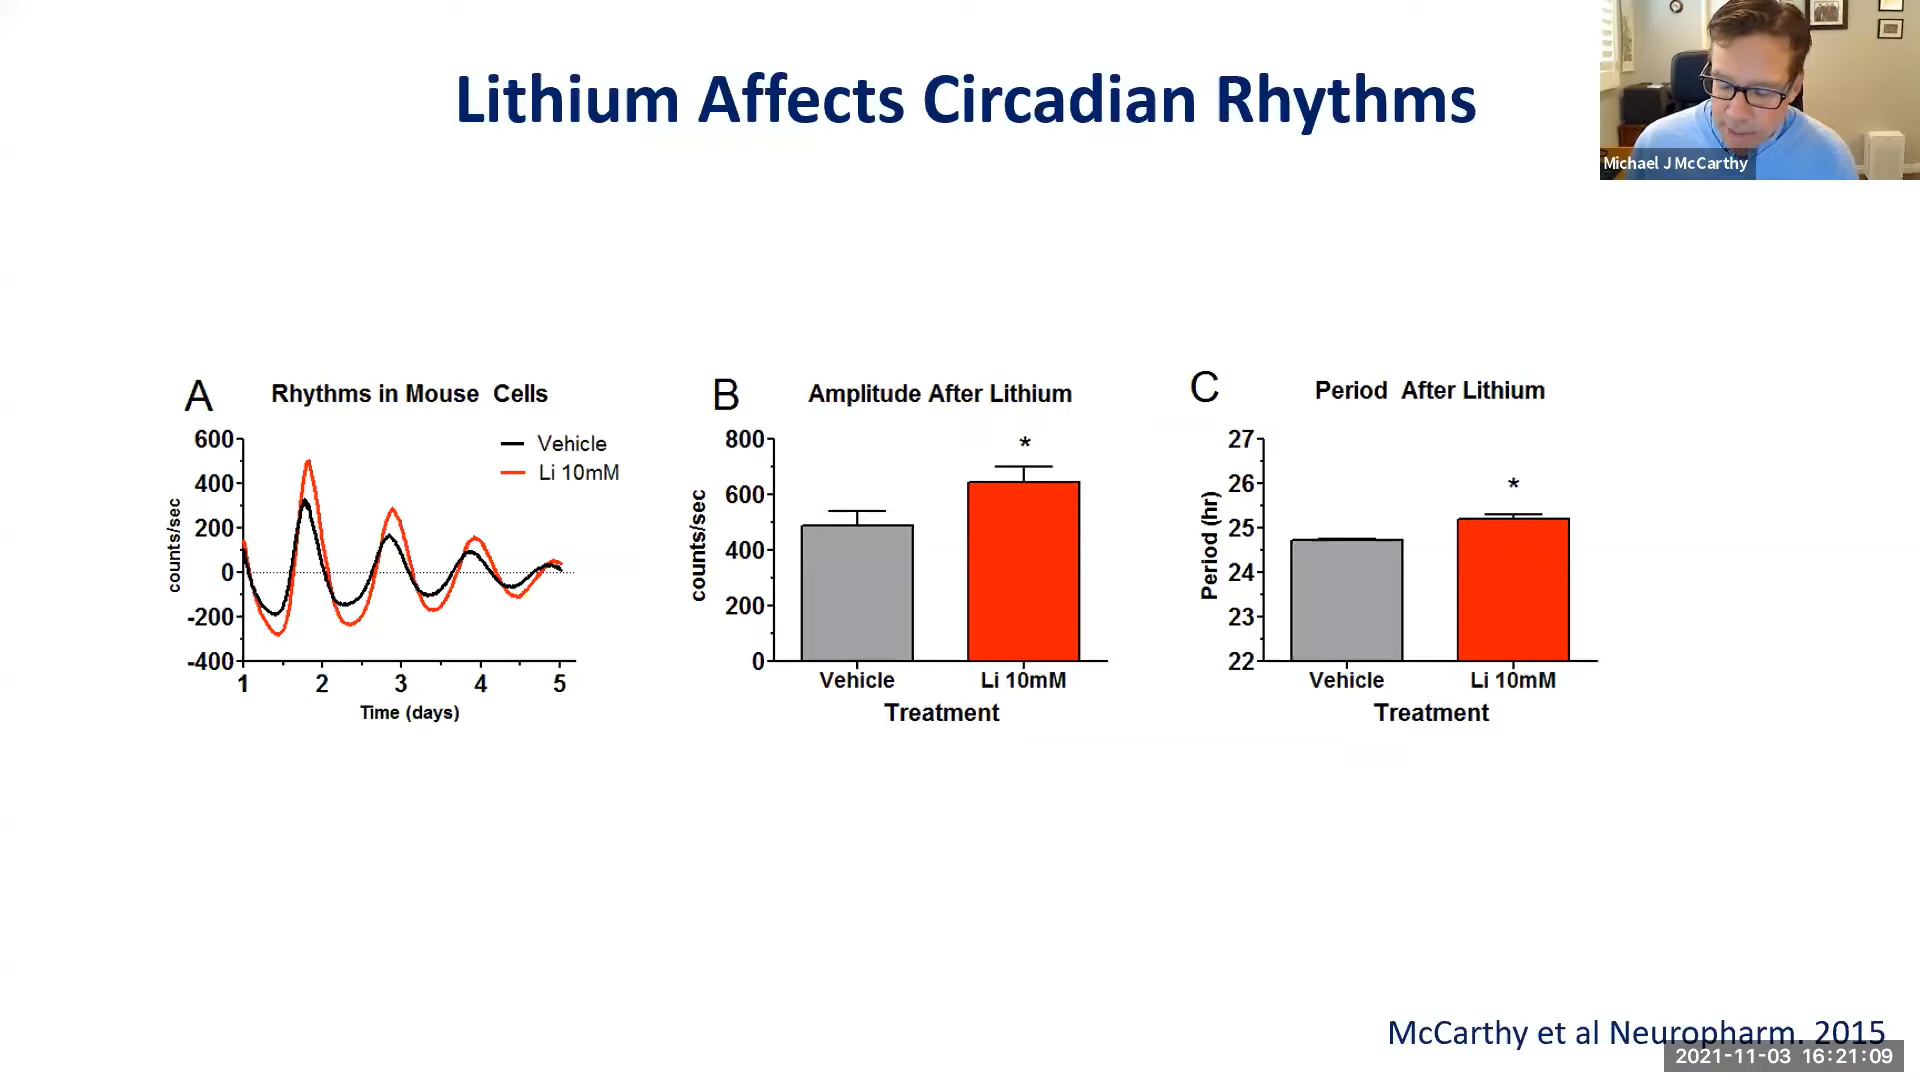 Lithium Affects Circadian Rhythms
Michael J McCarthy
A
Rhythms in Mouse Cells
Vehicle
Li 10mM
counts/sec
600
400
200
0
-200
-400
1 2 3 4 5
Time (days)
B
Amplitude After Lithium
*
counts/sec
800
600
400
200
0
Vehicle Li 10mM
Treatment
C
Period After Lithium
*
Period (hr)
27
26
25
24
23
22
Vehicle Li 10mM
Treatment
McCarthy et al Neuropharm. 2015
2021-11-03 16:21:09